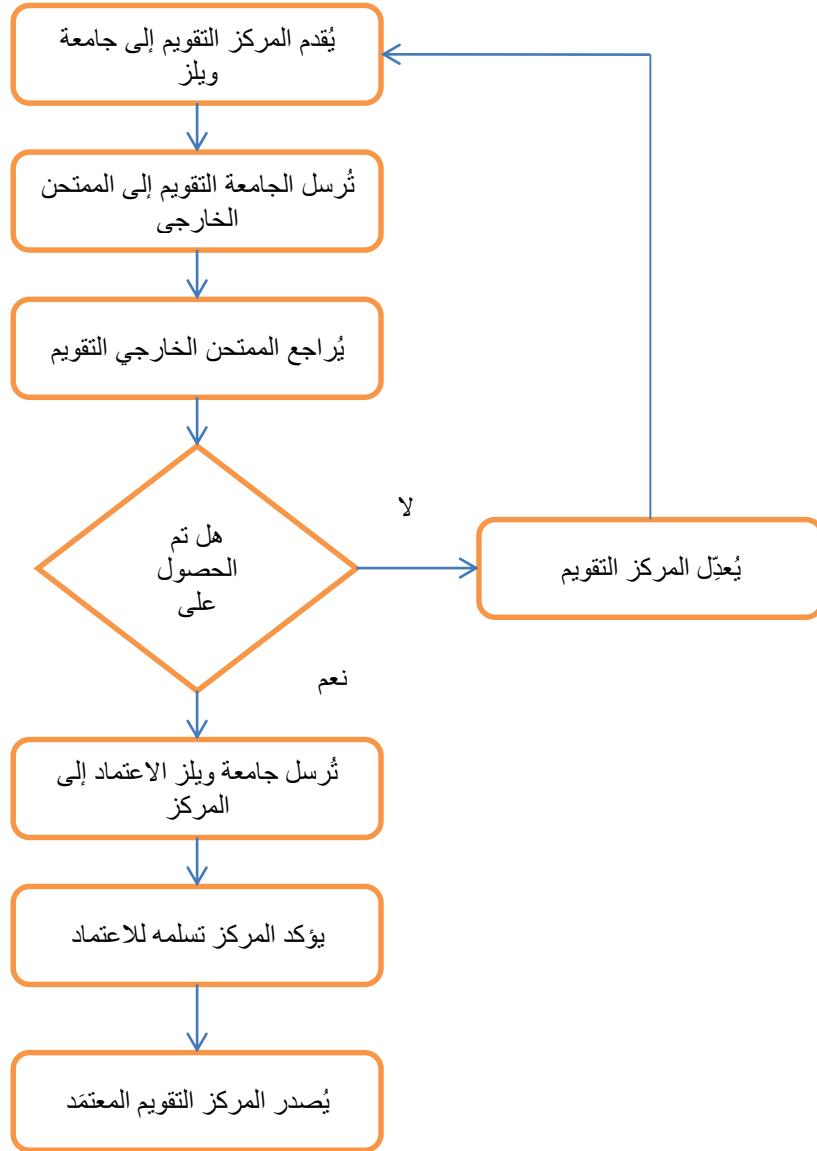 يُقدم المركز التقويم إلى جامعة
ويلز
تُرسل الجامعة التقويم إلى الممتحن
الخارجى
يُراجع الممتحن الخارجي التقويم
هل تم
الحصول
على
لا
يُعدِّل المركز التقويم
نعم
تُرسل جامعة ويلز الاعتماد إلى
المركز
يؤكد المركز تسلمه للاعتماد
يُصدر المركز التقويم المعتمَد